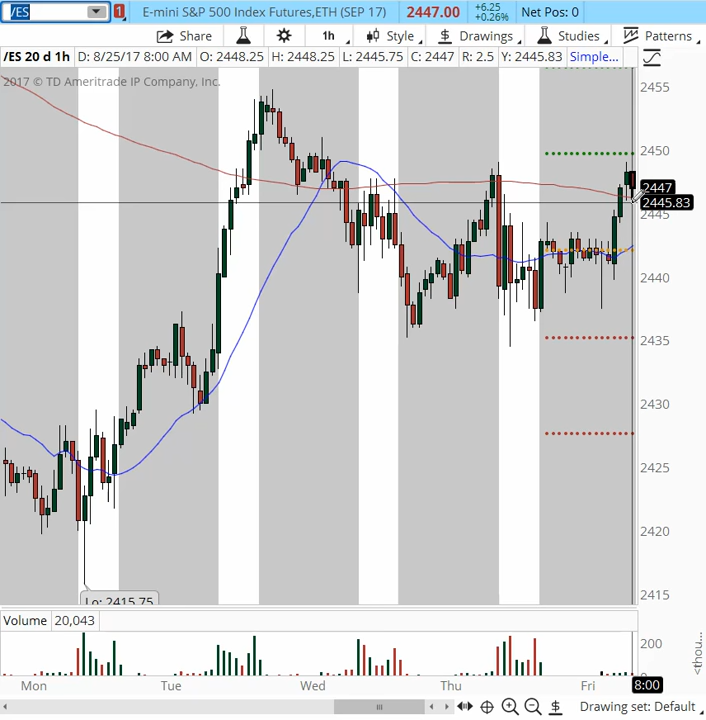 /ES 1 E-mini S&P 500 Index Futures,ETH (SEP 17) 2447.00 +6.25 +0.26% Net Pos: 0
Share 1h Style Drawings Studies Patterns
/ES 20 d 1h D: 8/25/17 8:00 AM O: 2448.25 H: 2448.25 L: 2445.75 C: 2447 R: 2.5 Y: 2445.83 Simple...
2017 © TD Ameritrade IP Company, Inc.
2455
2450
2447
2445.83
2445
2440
2435
2430
2425
2420
2415
Lo: 2415.75
Volume 20,043
200
0
<thou...
Mon Tue Wed Thu Fri 8:00
$ Drawing set: Default